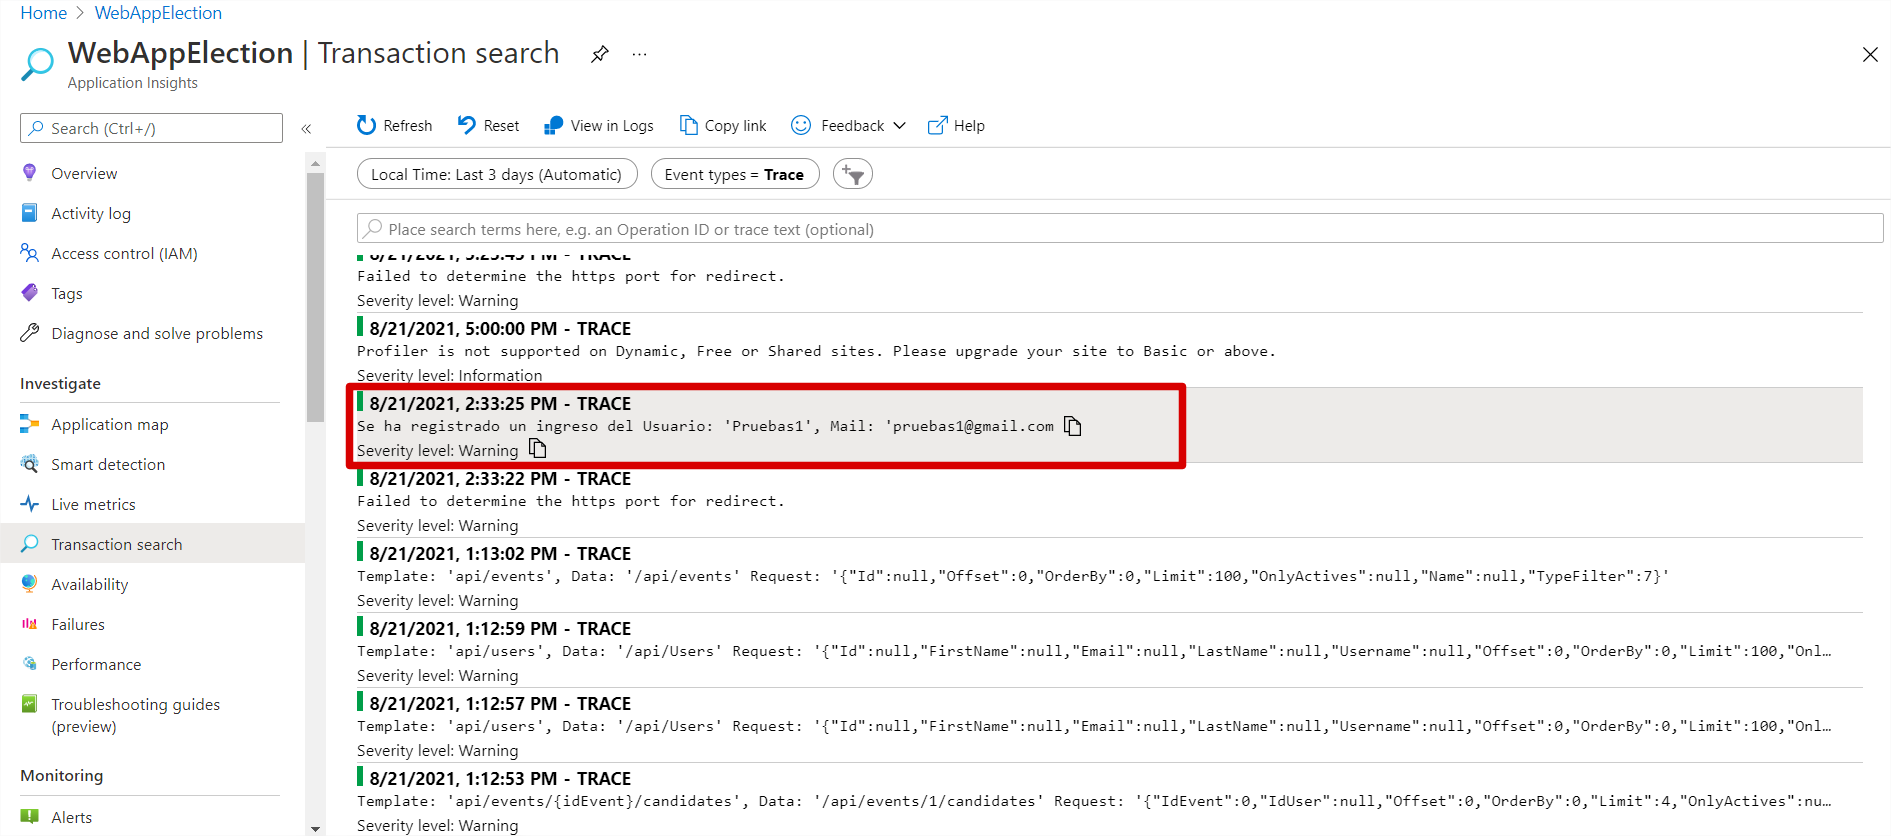 Home > WebAppElection
WebAppElection | Transaction search
Application Insights
Search (Ctrl+/)
Overview
Activity log
Access control (IAM)
Tags
Diagnose and solve problems
Investigate
Application map
Smart detection
Live metrics
Transaction search
Availability
Failures
Performance
Troubleshooting guides
(preview)
Monitoring
Alerts
Refresh Reset View in Logs Copy link Feedback Help
Local Time: Last 3 days (Automatic) Event types = Trace
Place search terms here, e.g. an Operation ID or trace text (optional)
8/21/2021, PM - TRACE
Failed to determine the https port for redirect.
Severity level: Warning
8/21/2021, 5:00:00 PM - TRACE
Profiler is not supported on Dynamic, Free or Shared sites. Please upgrade your site to Basic or above.
Severity level: Information
8/21/2021, 2:33:25 PM - TRACE
Se ha registrado un ingreso del Usuario: 'Pruebas1', Mail: 'pruebas1@gmail.com
Severity level: Warning
8/21/2021, 2:33:22 PM - TRACE
Failed to determine the https port for redirect.
Severity level: Warning
8/21/2021, 1:13:02 PM - TRACE
Template: 'api/events', Data: '/api/events' Request: '{"Id":null,"Offset":0,"OrderBy":0,"Limit":100,"OnlyActives":null,"Name":null,"TypeFilter":7}'
Severity level: Warning
8/21/2021, 1:12:59 PM - TRACE
Template: 'api/users', Data: '/api/Users' Request: '{"Id":null,"FirstName":null,"Email":null,"LastName":null,"Username":null,"Offset":0,"OrderBy":0,"Limit":100,"Onl…
Severity level: Warning
8/21/2021, 1:12:57 PM - TRACE
Template: 'api/users', Data: '/api/Users' Request: '{"Id":null,"FirstName":null,"Email":null,"LastName":null,"Username":null,"Offset":0,"OrderBy":0,"Limit":100,"Onl…
Severity level: Warning
8/21/2021, 1:12:53 PM - TRACE
Template: 'api/events/{idEvent}/candidates', Data: '/api/events/1/candidates' Request: '{"IdEvent":0,"IdUser":null,"Offset":0,"OrderBy":0,"Limit":4,"OnlyActives":nu…
Severity level: Warning